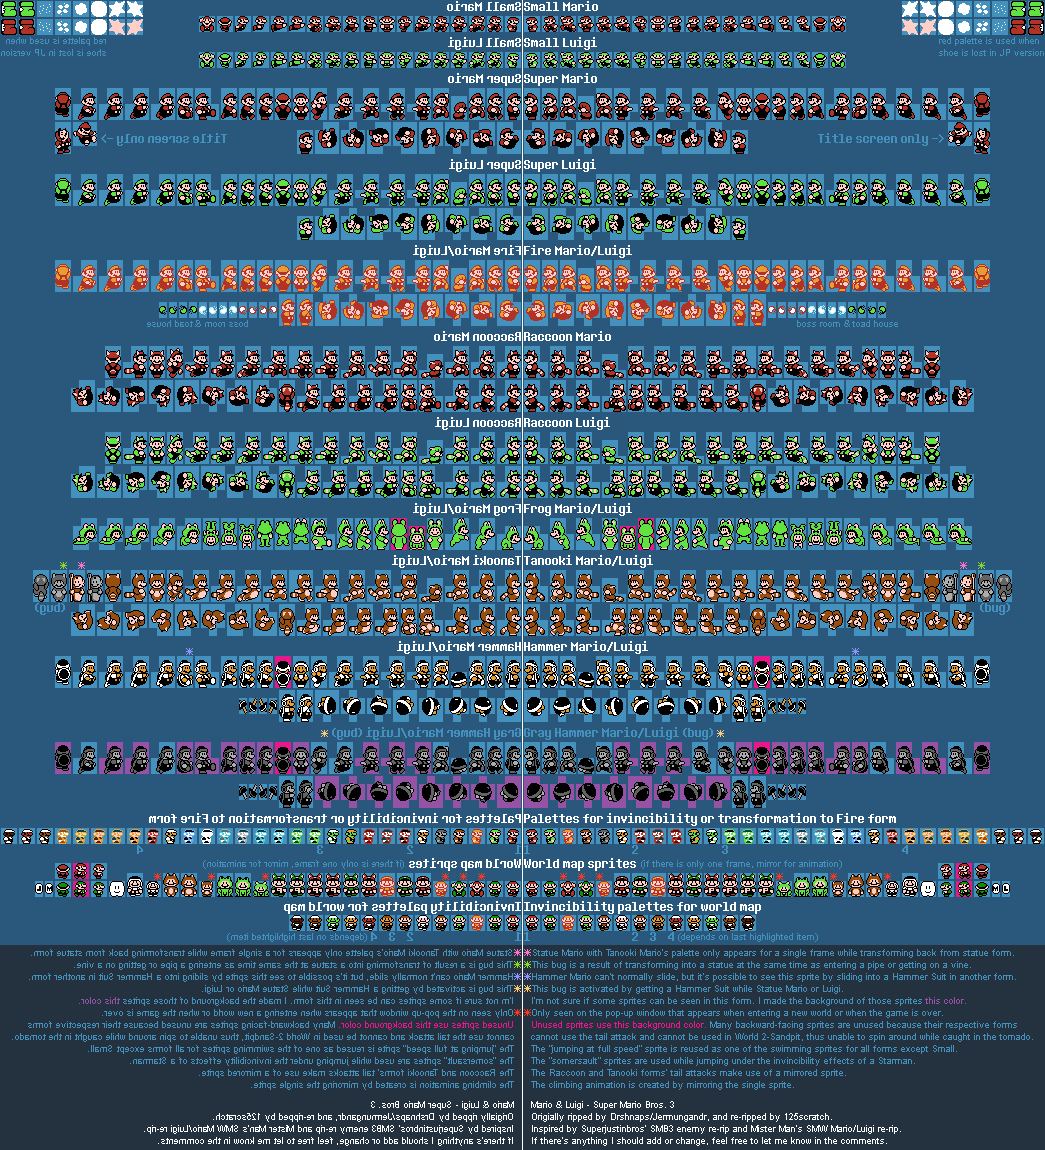 Small Mario
red palette is used when
shoe is lost in JP version
Small Luigi
Super Mario
Title screen only ->
Super Luigi
Fire Mario/Luigi
boss room & toad house
Raccoon Mario
Raccoon Luigi
Frog Mario/Luigi
Tanooki Mario/Luigi
(bug)
Hammer Mario/Luigi
Gray Hammer Mario/Luigi (bug)
Palettes for invincibility or transformation to Fire form
1 2 3 4
World map sprites (if there is only one frame, mirror for animation)
M L
Invincibility palettes for world map
1 2 3 4 (depends on last highlighted item)
Statue Mario with Tanooki Mario's palette only appears for a single frame while transforming back from statue form.
This bug is a result of transforming into a statue at the same time as entering a pipe or getting on a vine.
Hammer Mario can't normally slide, but it's possible to see this sprite by sliding into a Hammer Suit in another form.
This bug is activated by getting a Hammer Suit while Statue Mario or Luigi.
I'm not sure if some sprites can be seen in this form. I made the background of those sprites this color.
Only seen on the pop-up window that appears when entering a new world or when the game is over.
Unused sprites use this background color. Many backward-facing sprites are unused because their respective forms
cannot use the tail attack and cannot be used in World 2-Sandpit, thus unable to spin around while caught in the tornado.
The "jumping at full speed" sprite is reused as one of the swimming sprites for all forms except Small.
The "somersault" sprites are used while jumping under the invincibility effects of a Starman.
The Raccoon and Tanooki forms' tail attacks make use of a mirrored sprite.
The climbing animation is created by mirroring the single sprite.
Mario & Luigi - Super Mario Bros. 3
Origially ripped by Drshnaps/Jermungandr, and re-ripped by 125scratch.
Inspired by Superjustinbros' SMB3 enemy re-rip and Mister Man's SMW Mario/Luigi re-rip.
If there's anything I should add or change, feel free to let me know in the comments.